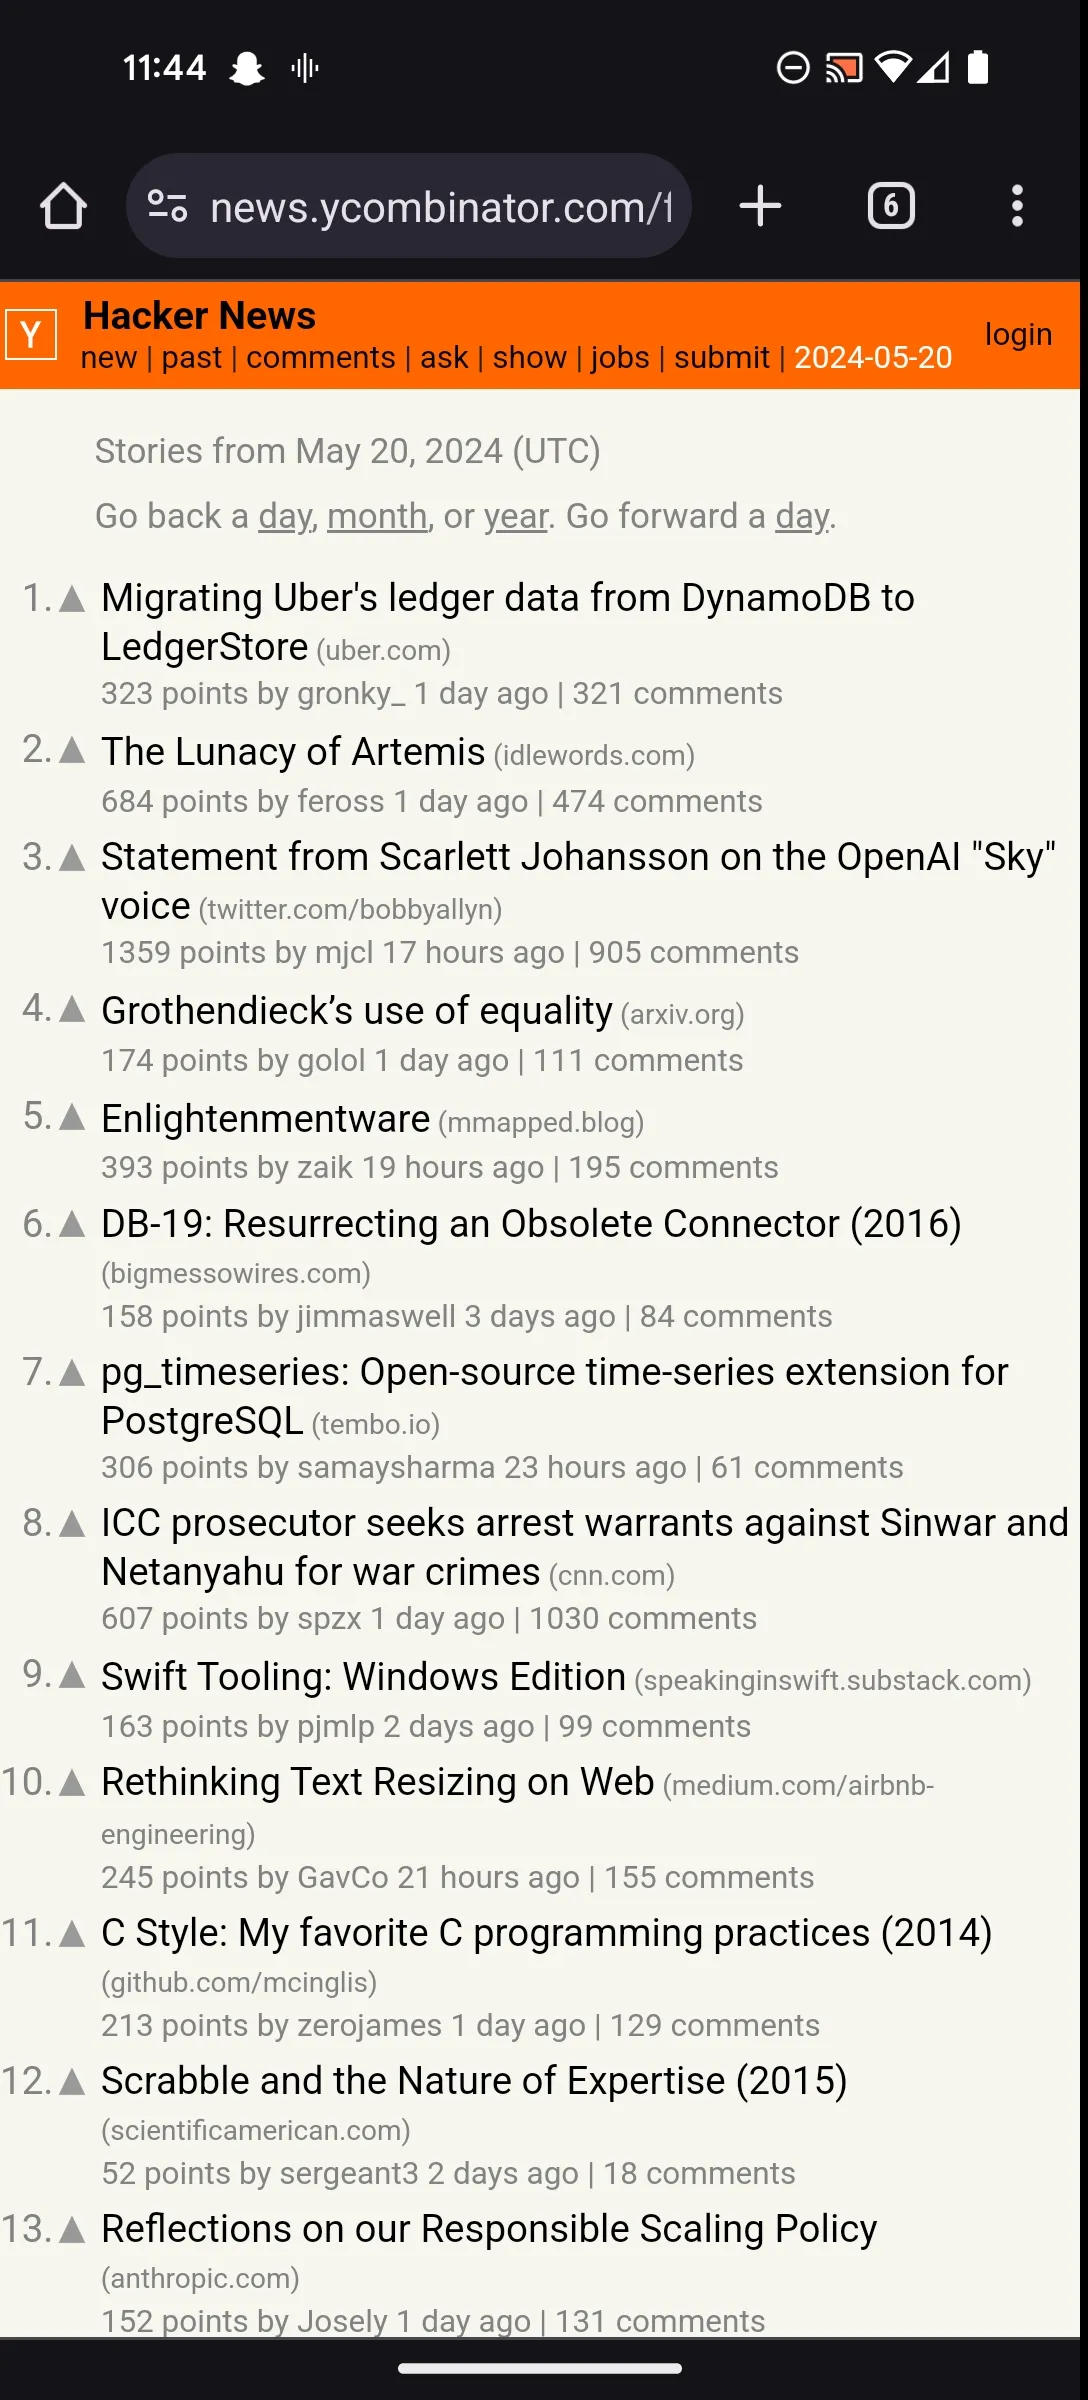 11:44
news.ycombinator.com/f
6
Y
Hacker News
new | past | comments | ask | show | jobs | submit | 2024-05-20
login
Stories from May 20, 2024 (UTC)
Go back a day, month, or year. Go forward a day.
1. ▲ Migrating Uber's ledger data from DynamoDB to
LedgerStore (uber.com)
323 points by gronky_ 1 day ago | 321 comments
2. ▲ The Lunacy of Artemis (idlewords.com)
684 points by feross 1 day ago | 474 comments
3. ▲ Statement from Scarlett Johansson on the OpenAI "Sky"
voice (twitter.com/bobbyallyn)
1359 points by mjcl 17 hours ago | 905 comments
4. ▲ Grothendieck’s use of equality (arxiv.org)
174 points by golol 1 day ago | 111 comments
5. ▲ Enlightenmentware (mmapped.blog)
393 points by zaik 19 hours ago | 195 comments
6. ▲ DB-19: Resurrecting an Obsolete Connector (2016)
(bigmessowires.com)
158 points by jimmaswell 3 days ago | 84 comments
7. ▲ pg_timeseries: Open-source time-series extension for
PostgreSQL (tembo.io)
306 points by samaysharma 23 hours ago | 61 comments
8. ▲ ICC prosecutor seeks arrest warrants against Sinwar and
Netanyahu for war crimes (cnn.com)
607 points by spzx 1 day ago | 1030 comments
9. ▲ Swift Tooling: Windows Edition (speakinginswift.substack.com)
163 points by pjmlp 2 days ago | 99 comments
10. ▲ Rethinking Text Resizing on Web (medium.com/airbnb-
engineering)
245 points by GavCo 21 hours ago | 155 comments
11. ▲ C Style: My favorite C programming practices (2014)
(github.com/mcinglis)
213 points by zerojames 1 day ago | 129 comments
12. ▲ Scrabble and the Nature of Expertise (2015)
(scientificamerican.com)
52 points by sergeant3 2 days ago | 18 comments
13. ▲ Reflections on our Responsible Scaling Policy
(anthropic.com)
152 points by Josely 1 day ago | 131 comments